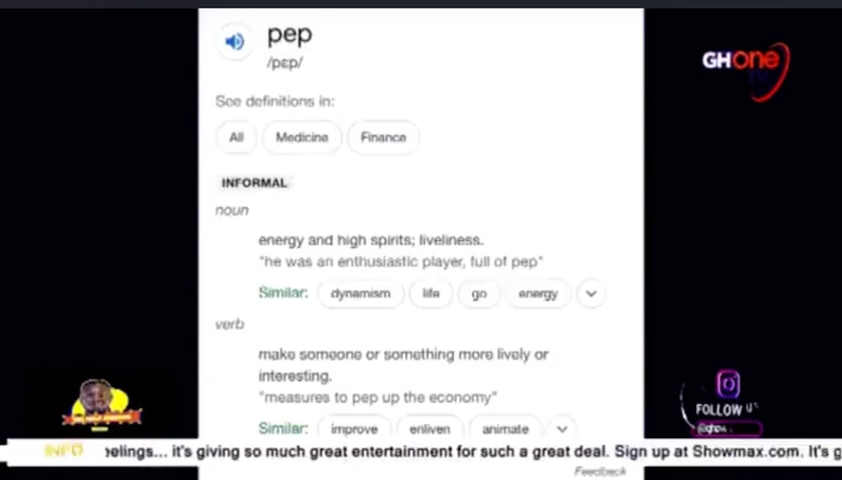 pep
/pɛp/
GHOne
See definitions in:
All Medicine Finance
INFORMAL
noun
energy and high spirits; liveliness.
"he was an enthusiastic player, full of pep"
Similar: dynamism life go energy
verb
make someone or something more lively or
interesting.
"measures to pep up the economy"
Similar: improve enliven animate
FOLLOW US
INFO eelings... it's giving so much great entertainment for such a great deal. Sign up at Showmax.com. It's g
Feedback